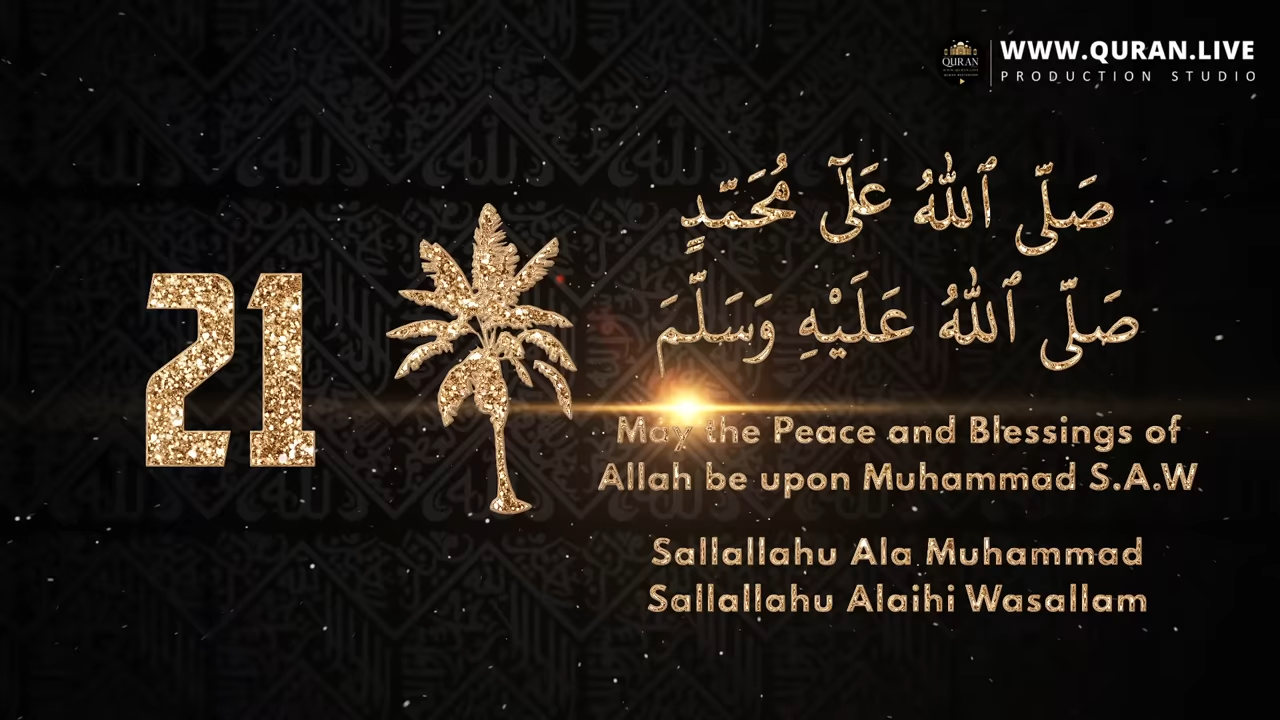 QURAN
WWW.QURAN.LIVE
PRODUCTION STUDIO
صَلَّى ٱللّٰهُ عَلَىٰٓ مُحَمَّدٍ
صَلَّى ٱللّٰهُ عَلَيْهِ وَسَلَّمَ
21
May the Peace and Blessings of
Allah be upon Muhammad S.A.W
Sallallahu Ala Muhammad
Sallallahu Alaihi Wasallam